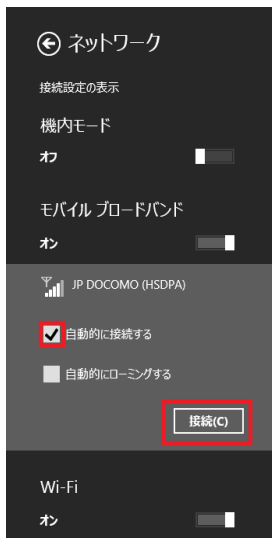 ネットワーク
接続設定の表示
機内モード
オフ
モバイル ブロードバンド
オン
JP DOCOMO (HSDPA)
自動的に接続する
自動的にローミングする
接続(C)
Wi-Fi
オン